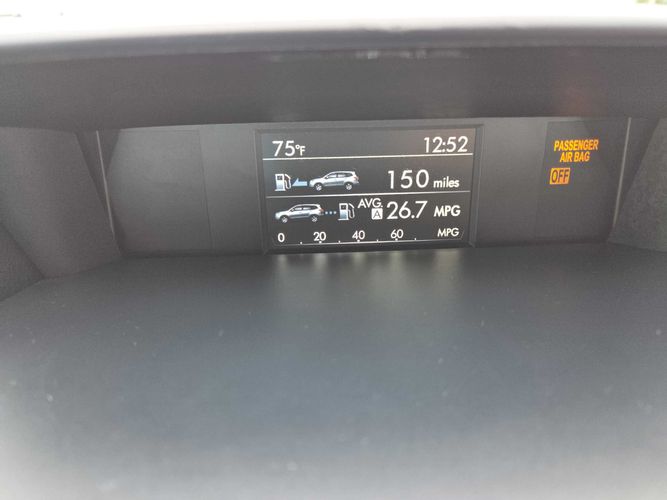 75°F 12:52
150 miles
AVG.
A 26.7 MPG
0 20 40 60 MPG
PASSENGER
AIR BAG
OFF